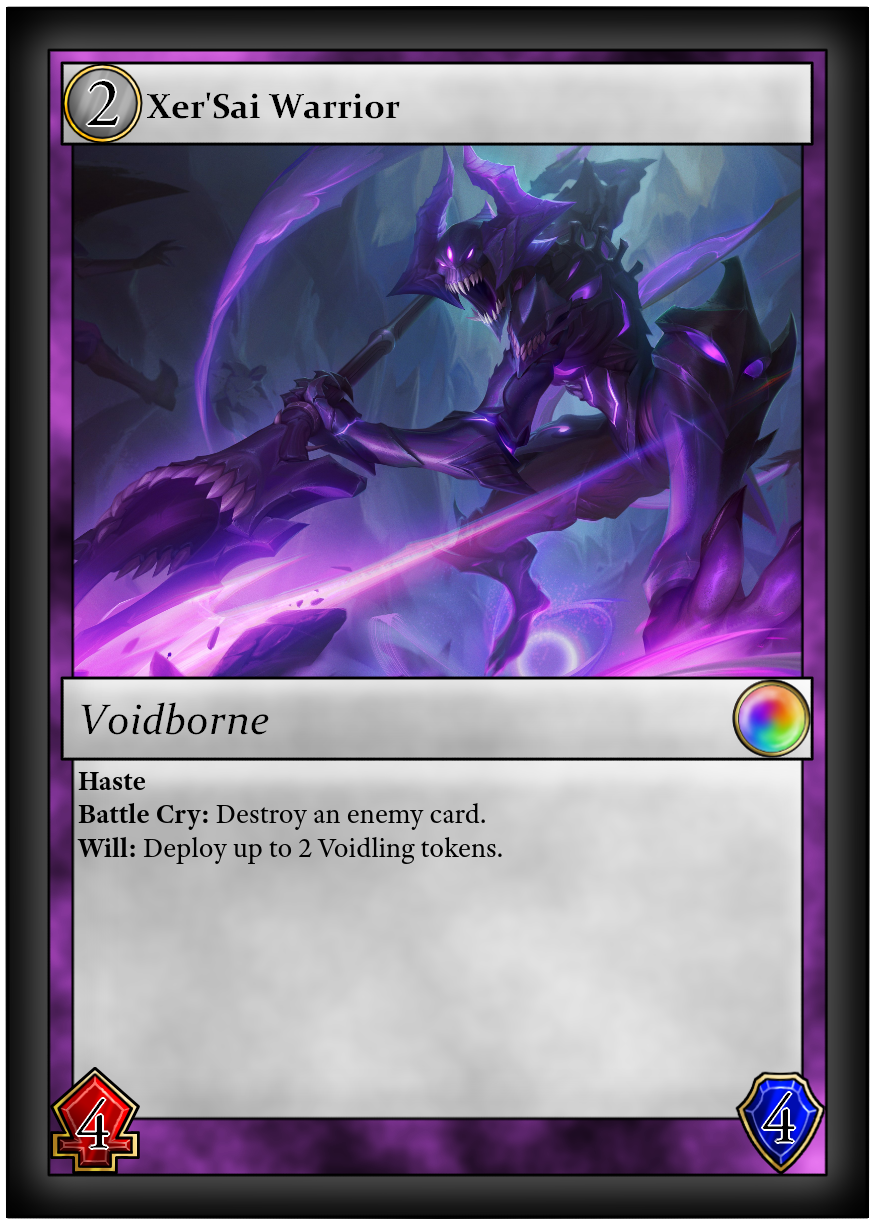 2 Xer'Sai Warrior
Voidborne
Haste
Battle Cry: Destroy an enemy card.
Will: Deploy up to 2 Voidling tokens.
4 4